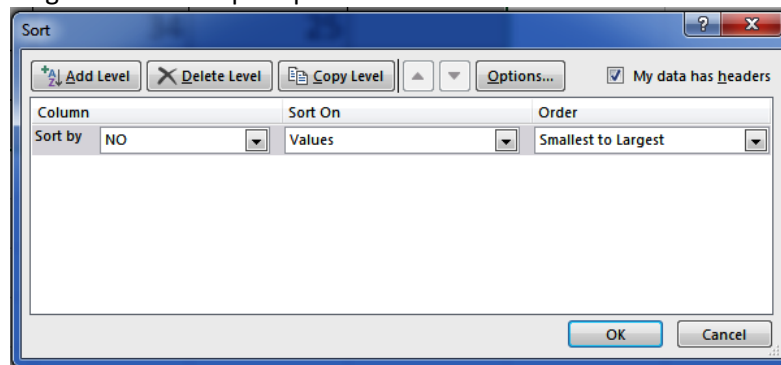 Sort
Add Level Delete Level Copy Level Options... My data has headers
Column Sort On Order
Sort by NO Values Smallest to Largest
OK Cancel